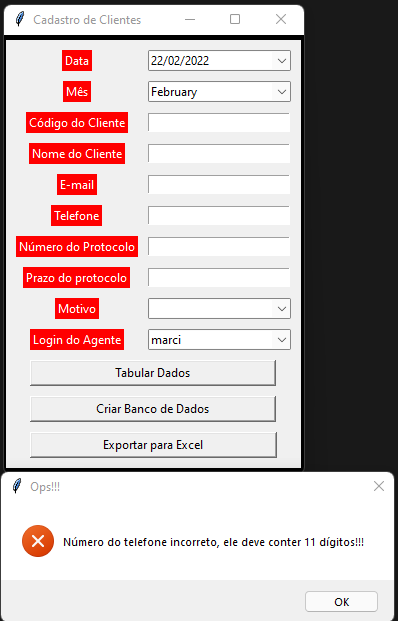 Cadastro de Clientes
Data 22/02/2022
Mês February
Código do Cliente
Nome do Cliente
E-mail
Telefone
Número do Protocolo
Prazo do protocolo
Motivo
Login do Agente marci
Tabular Dados
Criar Banco de Dados
Exportar para Excel
Ops!!!
Número do telefone incorreto, ele deve conter 11 dígitos!!!
OK